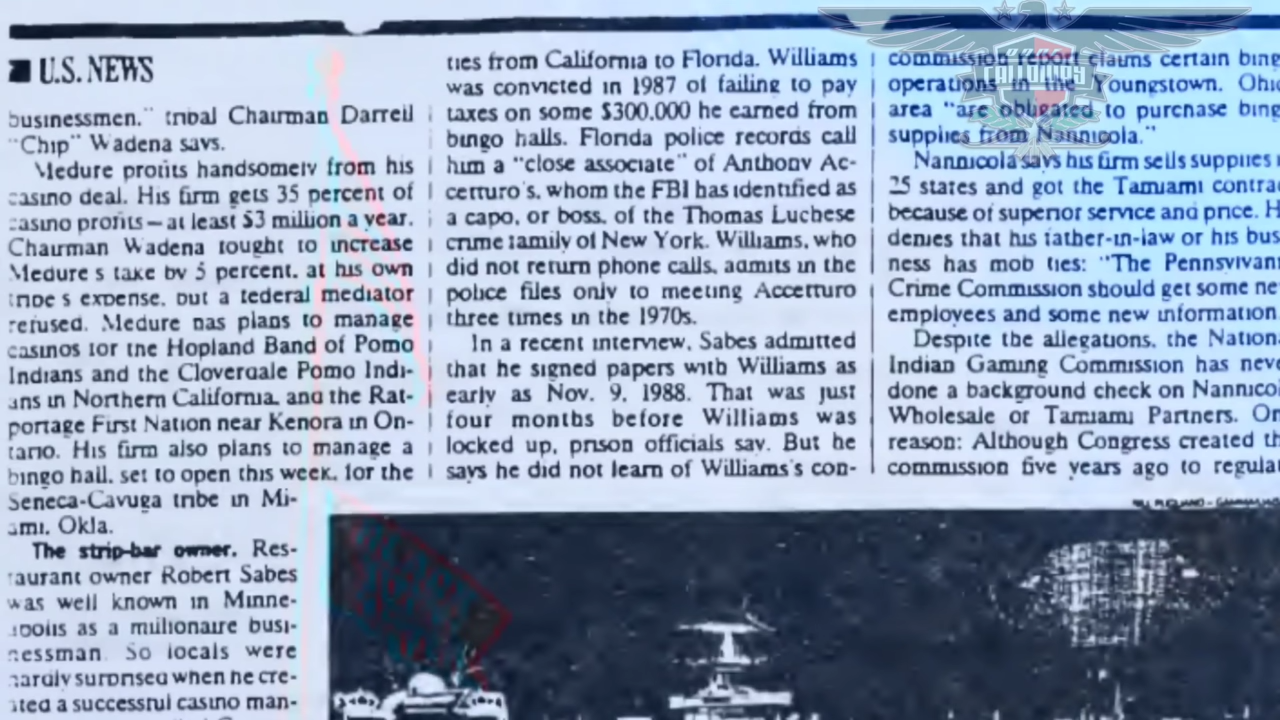 U.S. NEWS
businessmen," tribal Chairman Darrell
"Chip" Wadena says.
Medure profits handsomely from his
casino deal. His firm gets 35 percent of
casino profits—at least $3 million a year.
Chairman Wadena fought to increase
Medure's take by 5 percent, at his own
tribe's expense, but a federal mediator
refused. Medure has plans to manage
casinos for the Hopland Band of Pomo
Indians and the Cloverdale Pomo Indi-
ans in Northern California, and the Rat-
portage First Nation near Kenora in On-
tario. His firm also plans to manage a
bingo hall, set to open this week, for the
Seneca-Cayuga tribe in Mi-
ami, Okla.
The strip-bar owner. Res-
taurant owner Robert Sabes
was well known in Minne-
apolis as a millionaire busi-
nessman. So locals were
hardly surprised when he cre-
ated a successful casino man-
ties from California to Florida. Williams
was convicted in 1987 of failing to pay
taxes on some $300,000 he earned from
bingo halls. Florida police records call
him a "close associate" of Anthony Ac-
certuro's, whom the FBI has identified as
a capo, or boss, of the Thomas Luchese
crime family of New York. Williams, who
did not return phone calls, admits in the
police files only to meeting Accerturo
three times in the 1970s.
In a recent interview, Sabes admitted
that he signed papers with Williams as
early as Nov. 9, 1988. That was just
four months before Williams was
locked up, prison officials say. But he
says he did not learn of Williams's con-
commission report claims certain bing
operations in the Youngstown, Ohio
area "are obligated to purchase bing
supplies from Nannicola."
Nannicola says his firm sells supplies i
25 states and got the Tamiami contrac
because of superior service and price. H
denies that his father-in-law or his bus
ness has mob ties: "The Pennsylvani
Crime Commission should get some ne
employees and some new information
Despite the allegations, the Nationa
Indian Gaming Commission has neve
done a background check on Nannicol
Wholesale or Tamiami Partners. On
reason: Although Congress created th
commission five years ago to regulat